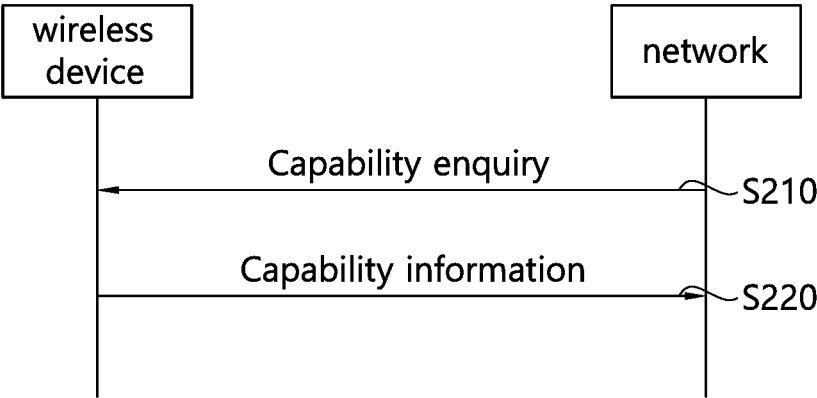 wireless
device
network
Capability enquiry
S210
Capability information
S220